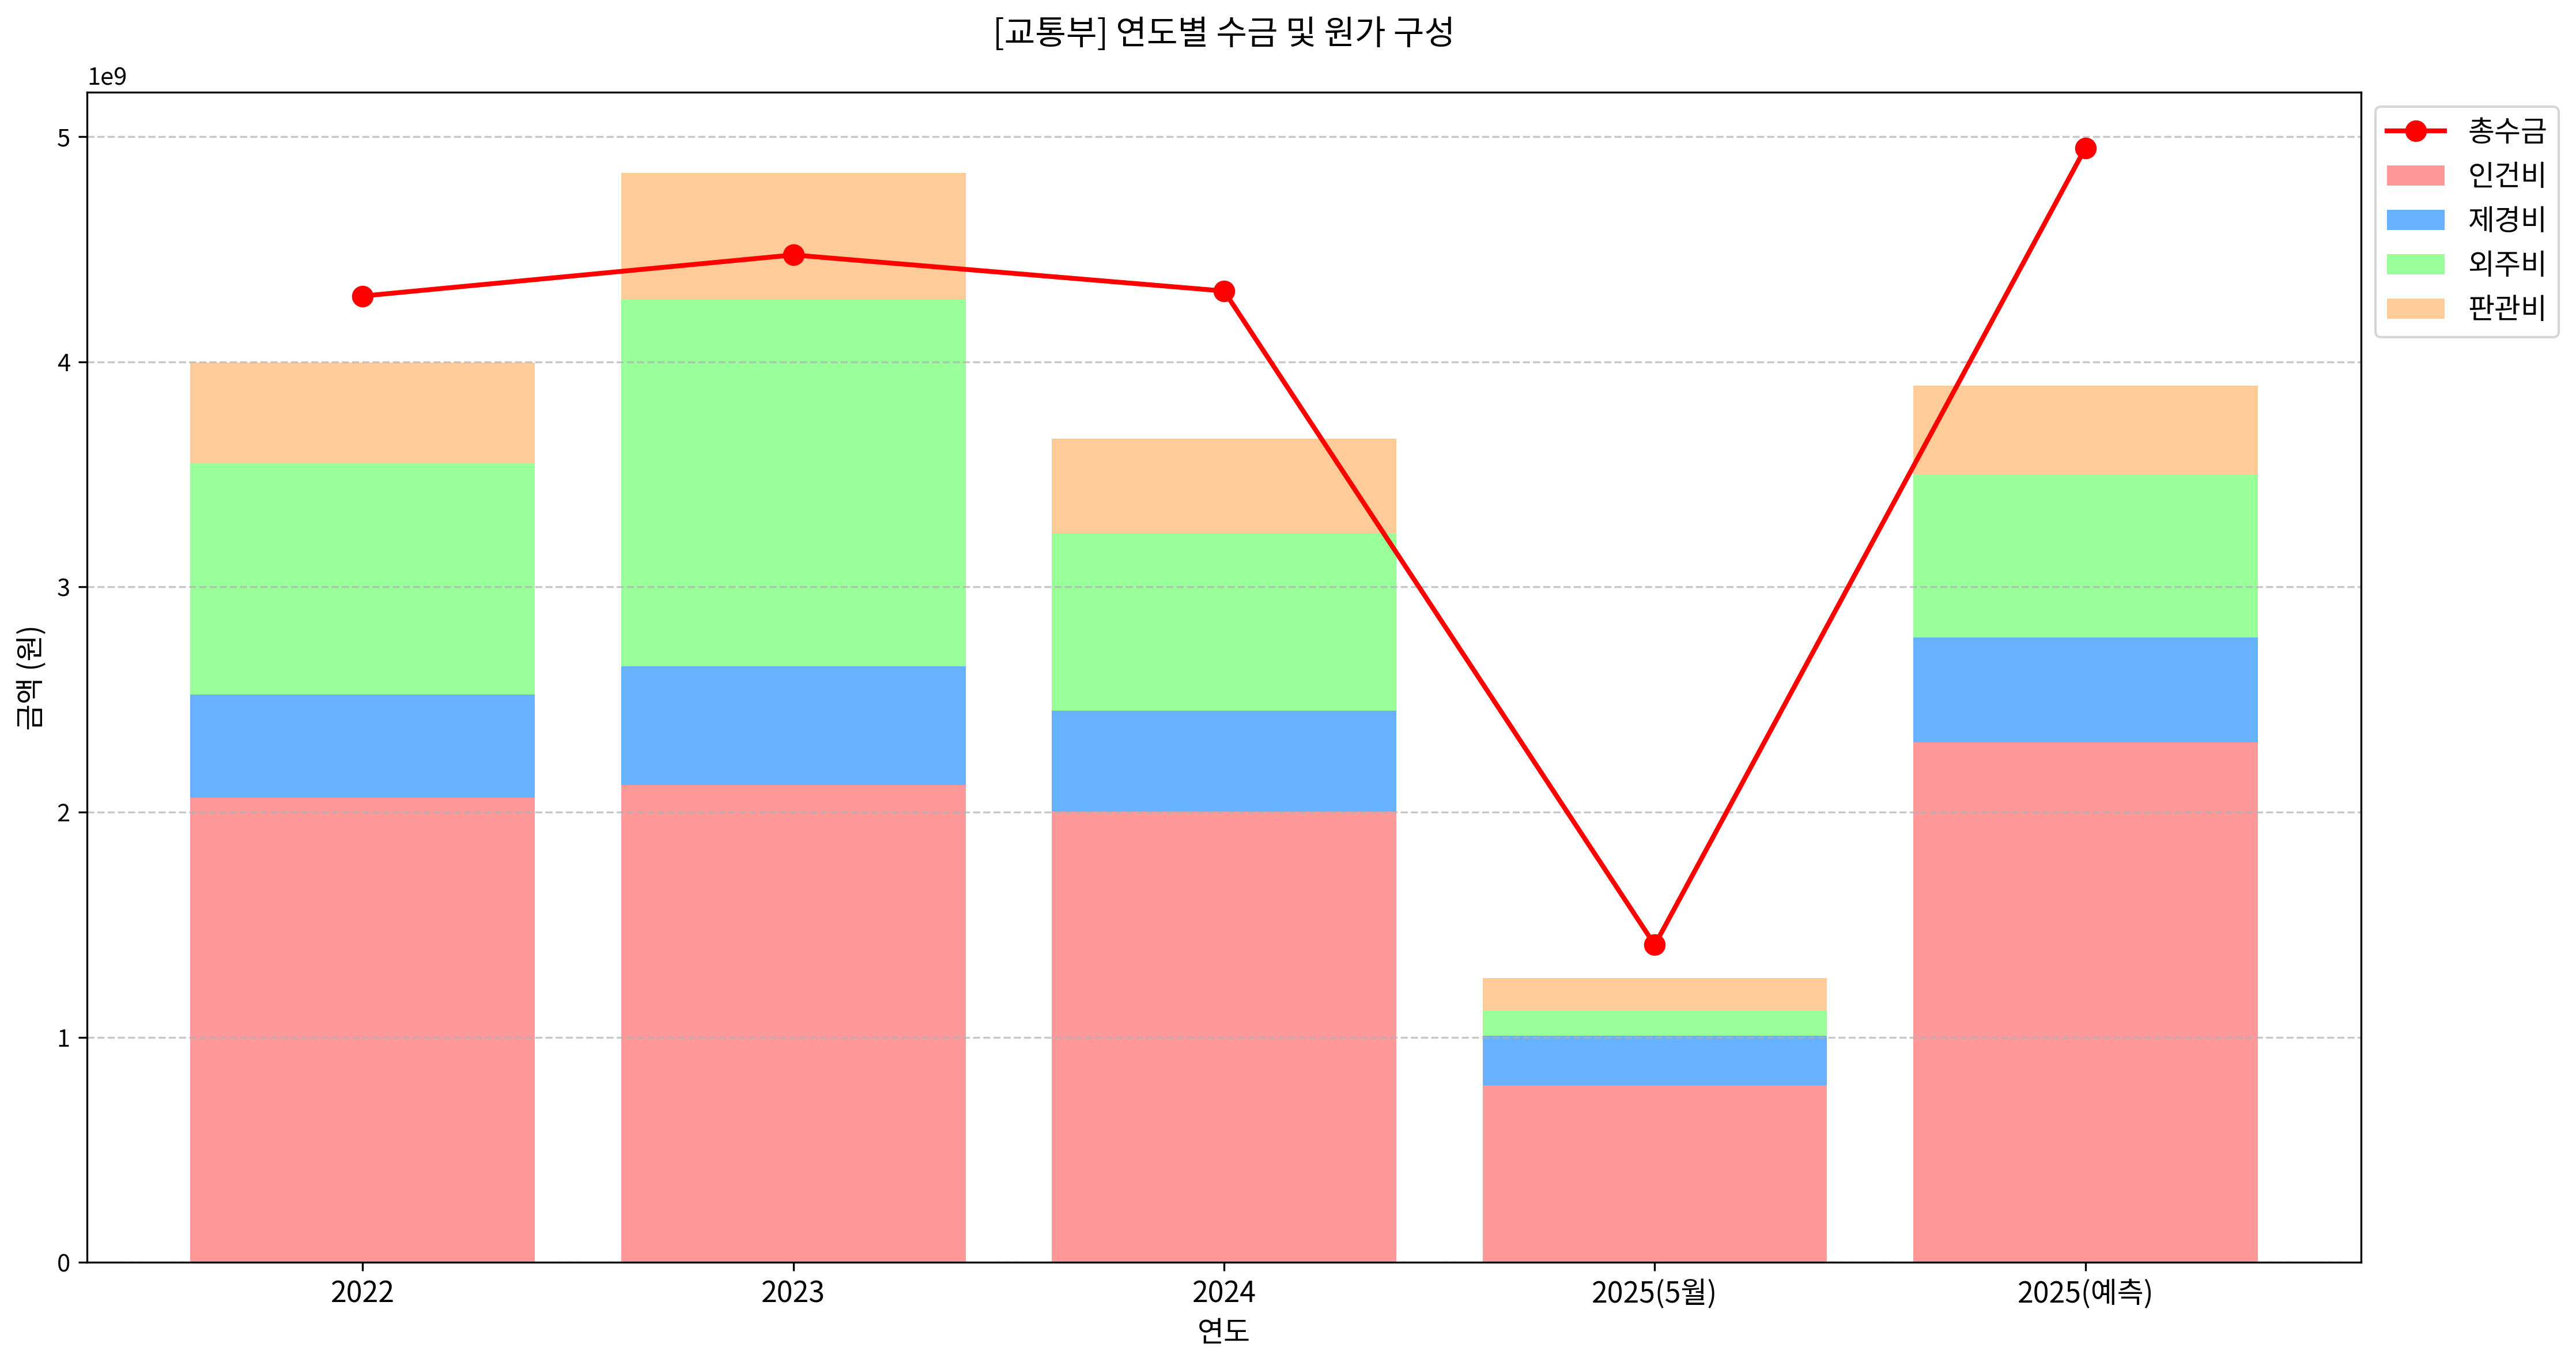 [교통부] 연도별 수금 및 원가 구성
1e9
5
4
3
2
1
0
금액 (원)
2022
2023
2024
2025(5월)
2025(예측)
연도
총수금
인건비
제경비
외주비
판관비